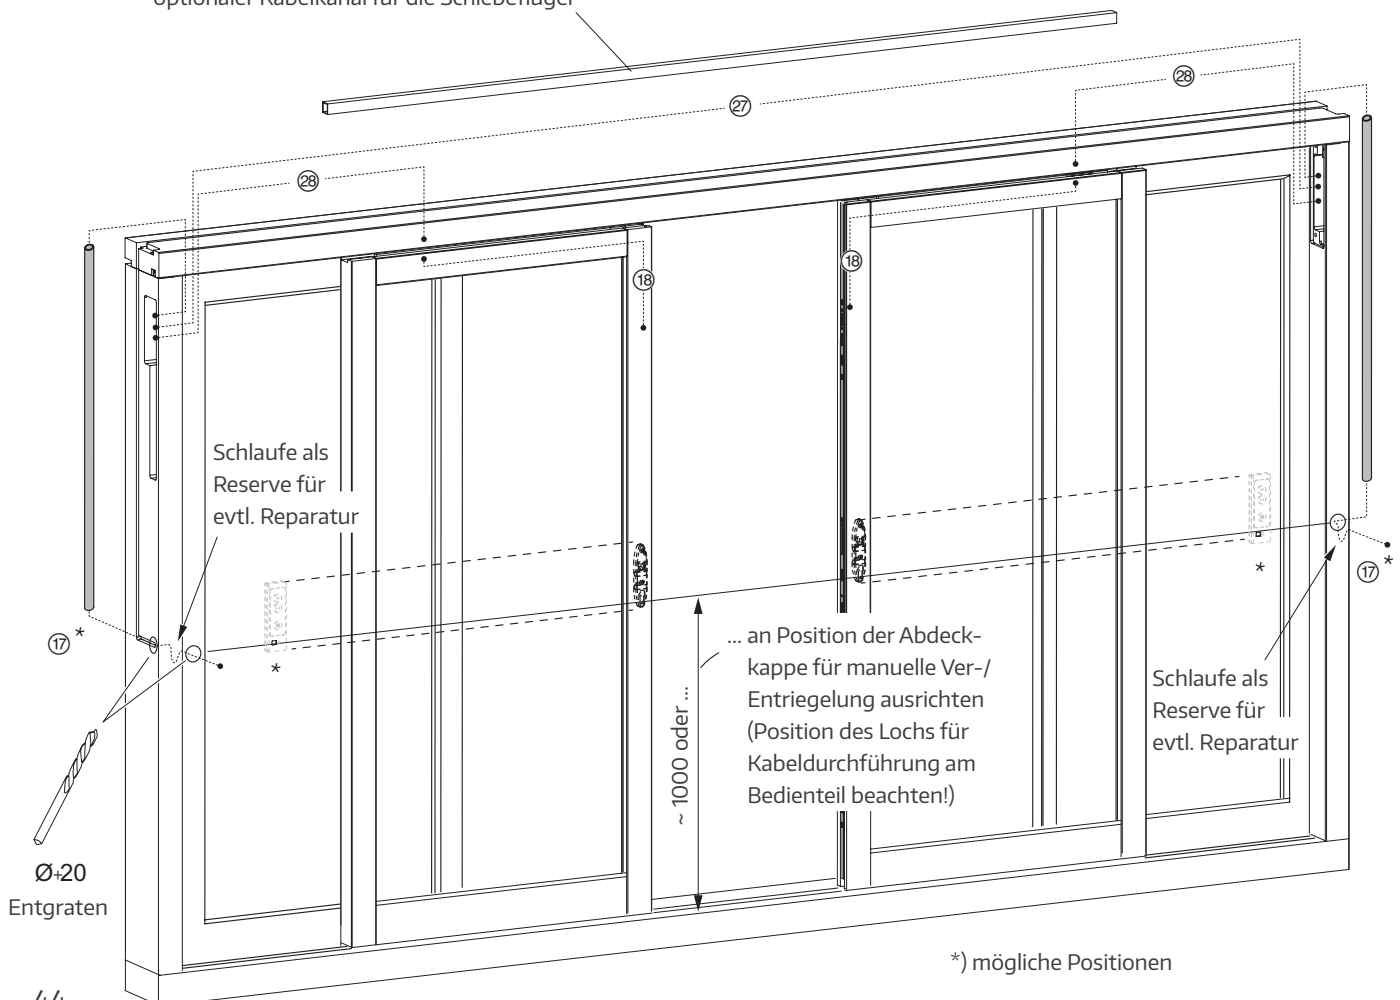 optionaler Kabelkanal für die Schiebeflügel
28
27
28
18
18
Schlaufe als
Reserve für
evtl. Reparatur
*
17
*
*
17
*
... an Position der Abdeck-
kappe für manuelle Ver-/
Entriegelung ausrichten
(Position des Lochs für
Kabeldurchführung am
Bedienteil beachten!)
~ 1000 oder ...
Schlaufe als
Reserve für
evtl. Reparatur
Ø+20
Entgraten
*) mögliche Positionen